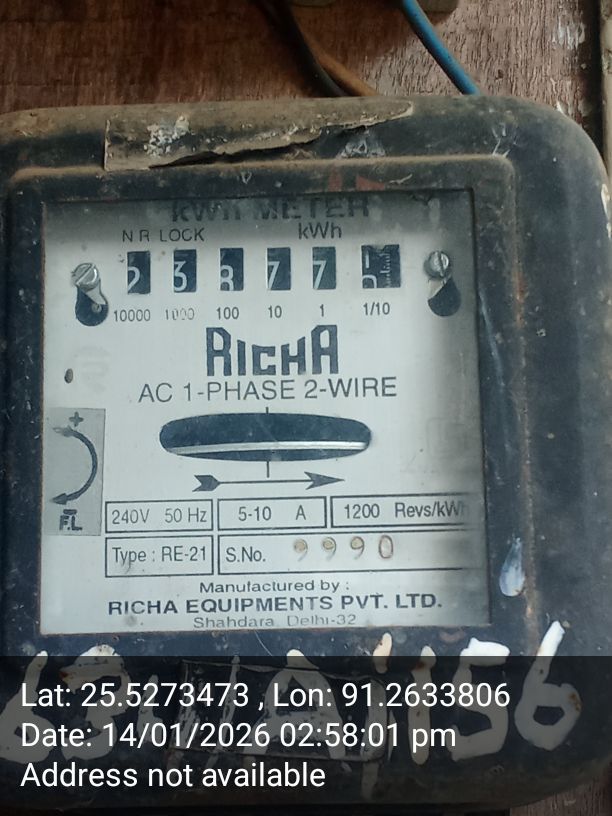 KWH METER
N R LOCK kWh
2 3 8 7 7
10000 1000 100 10 1 1/10
RICHA
AC 1-PHASE 2-WIRE
+
-
F.L
240V 50 Hz 5-10 A 1200 Revs/kWh
Type : RE-21 S.No. 9990
Manufactured by :
RICHA EQUIPMENTS PVT. LTD.
Shahdara, Delhi-32
156
Lat: 25.5273473 , Lon: 91.2633806
Date: 14/01/2026 02:58:01 pm
Address not available